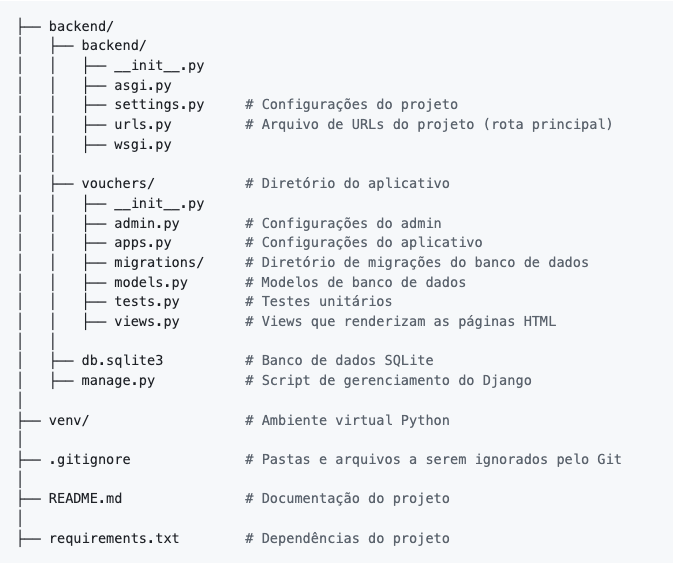 ├── backend/
│   ├── backend/
│   │   ├── __init__.py
│   │   ├── asgi.py
│   │   ├── settings.py     # Configurações do projeto
│   │   ├── urls.py         # Arquivo de URLs do projeto (rota principal)
│   │   ├── wsgi.py
│   │
│   ├── vouchers/           # Diretório do aplicativo
│   │   ├── __init__.py
│   │   ├── admin.py        # Configurações do admin
│   │   ├── apps.py         # Configurações do aplicativo
│   │   ├── migrations/     # Diretório de migrações do banco de dados
│   │   ├── models.py       # Modelos de banco de dados
│   │   ├── tests.py        # Testes unitários
│   │   ├── views.py        # Views que renderizam as páginas HTML
│   │
│   ├── db.sqlite3          # Banco de dados SQLite
│   ├── manage.py           # Script de gerenciamento do Django
│
├── venv/                   # Ambiente virtual Python
│
├── .gitignore              # Pastas e arquivos a serem ignorados pelo Git
│
├── README.md               # Documentação do projeto
│
├── requirements.txt        # Dependências do projeto